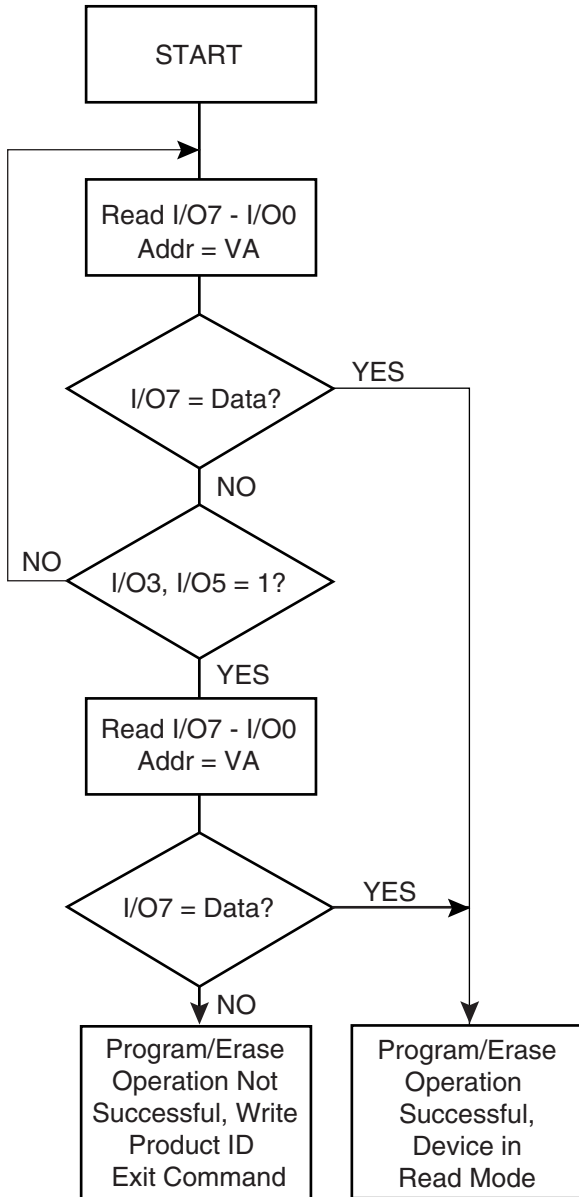 START
Read I/O7 - I/O0
Addr = VA
I/O7 = Data?
YES
NO
NO
I/O3, I/O5 = 1?
YES
Read I/O7 - I/O0
Addr = VA
I/O7 = Data?
YES
NO
Program/Erase
Operation Not
Successful, Write
Product ID
Exit Command
Program/Erase
Operation
Successful,
Device in
Read Mode